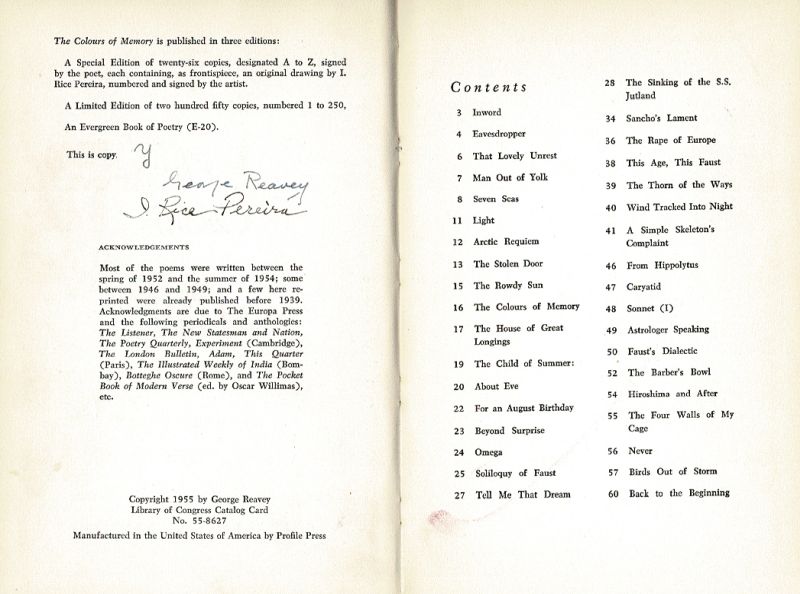 The Colours of Memory is published in three editions:
A Special Edition of twenty-six copies, designated A to Z, signed
by the poet, each containing, as frontispiece, an original drawing by I.
Rice Pereira, numbered and signed by the artist.
A Limited Edition of two hundred fifty copies, numbered 1 to 250,
An Evergreen Book of Poetry (E-20).
This is copy Y
George Reavey
I. Rice Pereira
ACKNOWLEDGEMENTS
Most of the poems were written between the
spring of 1952 and the summer of 1954; some
between 1946 and 1949; and a few here re-
printed were already published before 1939.
Acknowledgments are due to The Europa Press
and the following periodicals and anthologies:
The Listener, The New Statesman and Nation,
The Poetry Quarterly, Experiment (Cambridge),
The London Bulletin, Adam, This Quarter
(Paris), The Illustrated Weekly of India (Bom-
bay), Botteghe Oscure (Rome), and The Pocket
Book of Modern Verse (ed. by Oscar Willimas),
etc.
Copyright 1955 by George Reavey
Library of Congress Catalog Card
No. 55-8627
Manufactured in the United States of America by Profile Press
Contents
3 Inword
4 Eavesdropper
6 That Lovely Unrest
7 Man Out of Yolk
8 Seven Seas
11 Light
12 Arctic Requiem
13 The Stolen Door
15 The Rowdy Sun
16 The Colours of Memory
17 The House of Great
Longings
19 The Child of Summer:
20 About Eve
22 For an August Birthday
23 Beyond Surprise
24 Omega
25 Soliloquy of Faust
27 Tell Me That Dream
28 The Sinking of the S.S.
Jutland
34 Sancho's Lament
36 The Rape of Europe
38 This Age, This Faust
39 The Thorn of the Ways
40 Wind Tracked Into Night
41 A Simple Skeleton's
Complaint
46 From Hippolytus
47 Caryatid
48 Sonnet (I)
49 Astrologer Speaking
50 Faust's Dialectic
52 The Barber's Bowl
54 Hiroshima and After
55 The Four Walls of My
Cage
56 Never
57 Birds Out of Storm
60 Back to the Beginning